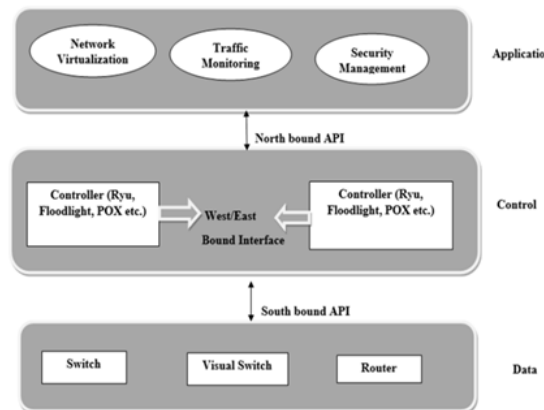 Network
Virtualization
Traffic
Monitoring
Security
Management
Applicatio
North bound API
Controller (Ryu,
Floodlight, POX etc.)
West/East
Bound Interface
Controller (Ryu,
Floodlight, POX etc.)
Control
South bound API
Switch
Visual Switch
Router
Data